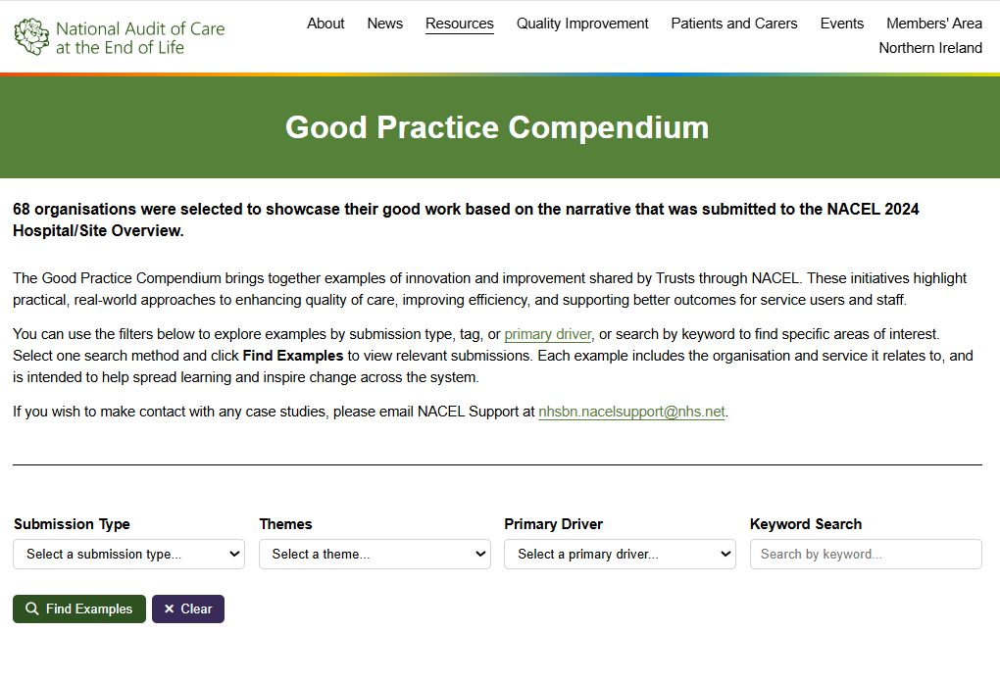 National Audit of Care
at the End of Life
About News Resources Quality Improvement Patients and Carers Events Members' Area
Northern Ireland
Good Practice Compendium
68 organisations were selected to showcase their good work based on the narrative that was submitted to the NACEL 2024
Hospital/Site Overview.
The Good Practice Compendium brings together examples of innovation and improvement shared by Trusts through NACEL. These initiatives highlight
practical, real-world approaches to enhancing quality of care, improving efficiency, and supporting better outcomes for service users and staff.
You can use the filters below to explore examples by submission type, tag, or primary driver, or search by keyword to find specific areas of interest.
Select one search method and click Find Examples to view relevant submissions. Each example includes the organisation and service it relates to, and
is intended to help spread learning and inspire change across the system.
If you wish to make contact with any case studies, please email NACEL Support at nhsbn.nacelsupport@nhs.net.
Submission Type Themes Primary Driver Keyword Search
Select a submission type... Select a theme... Select a primary driver... Search by keyword...
Find Examples Clear